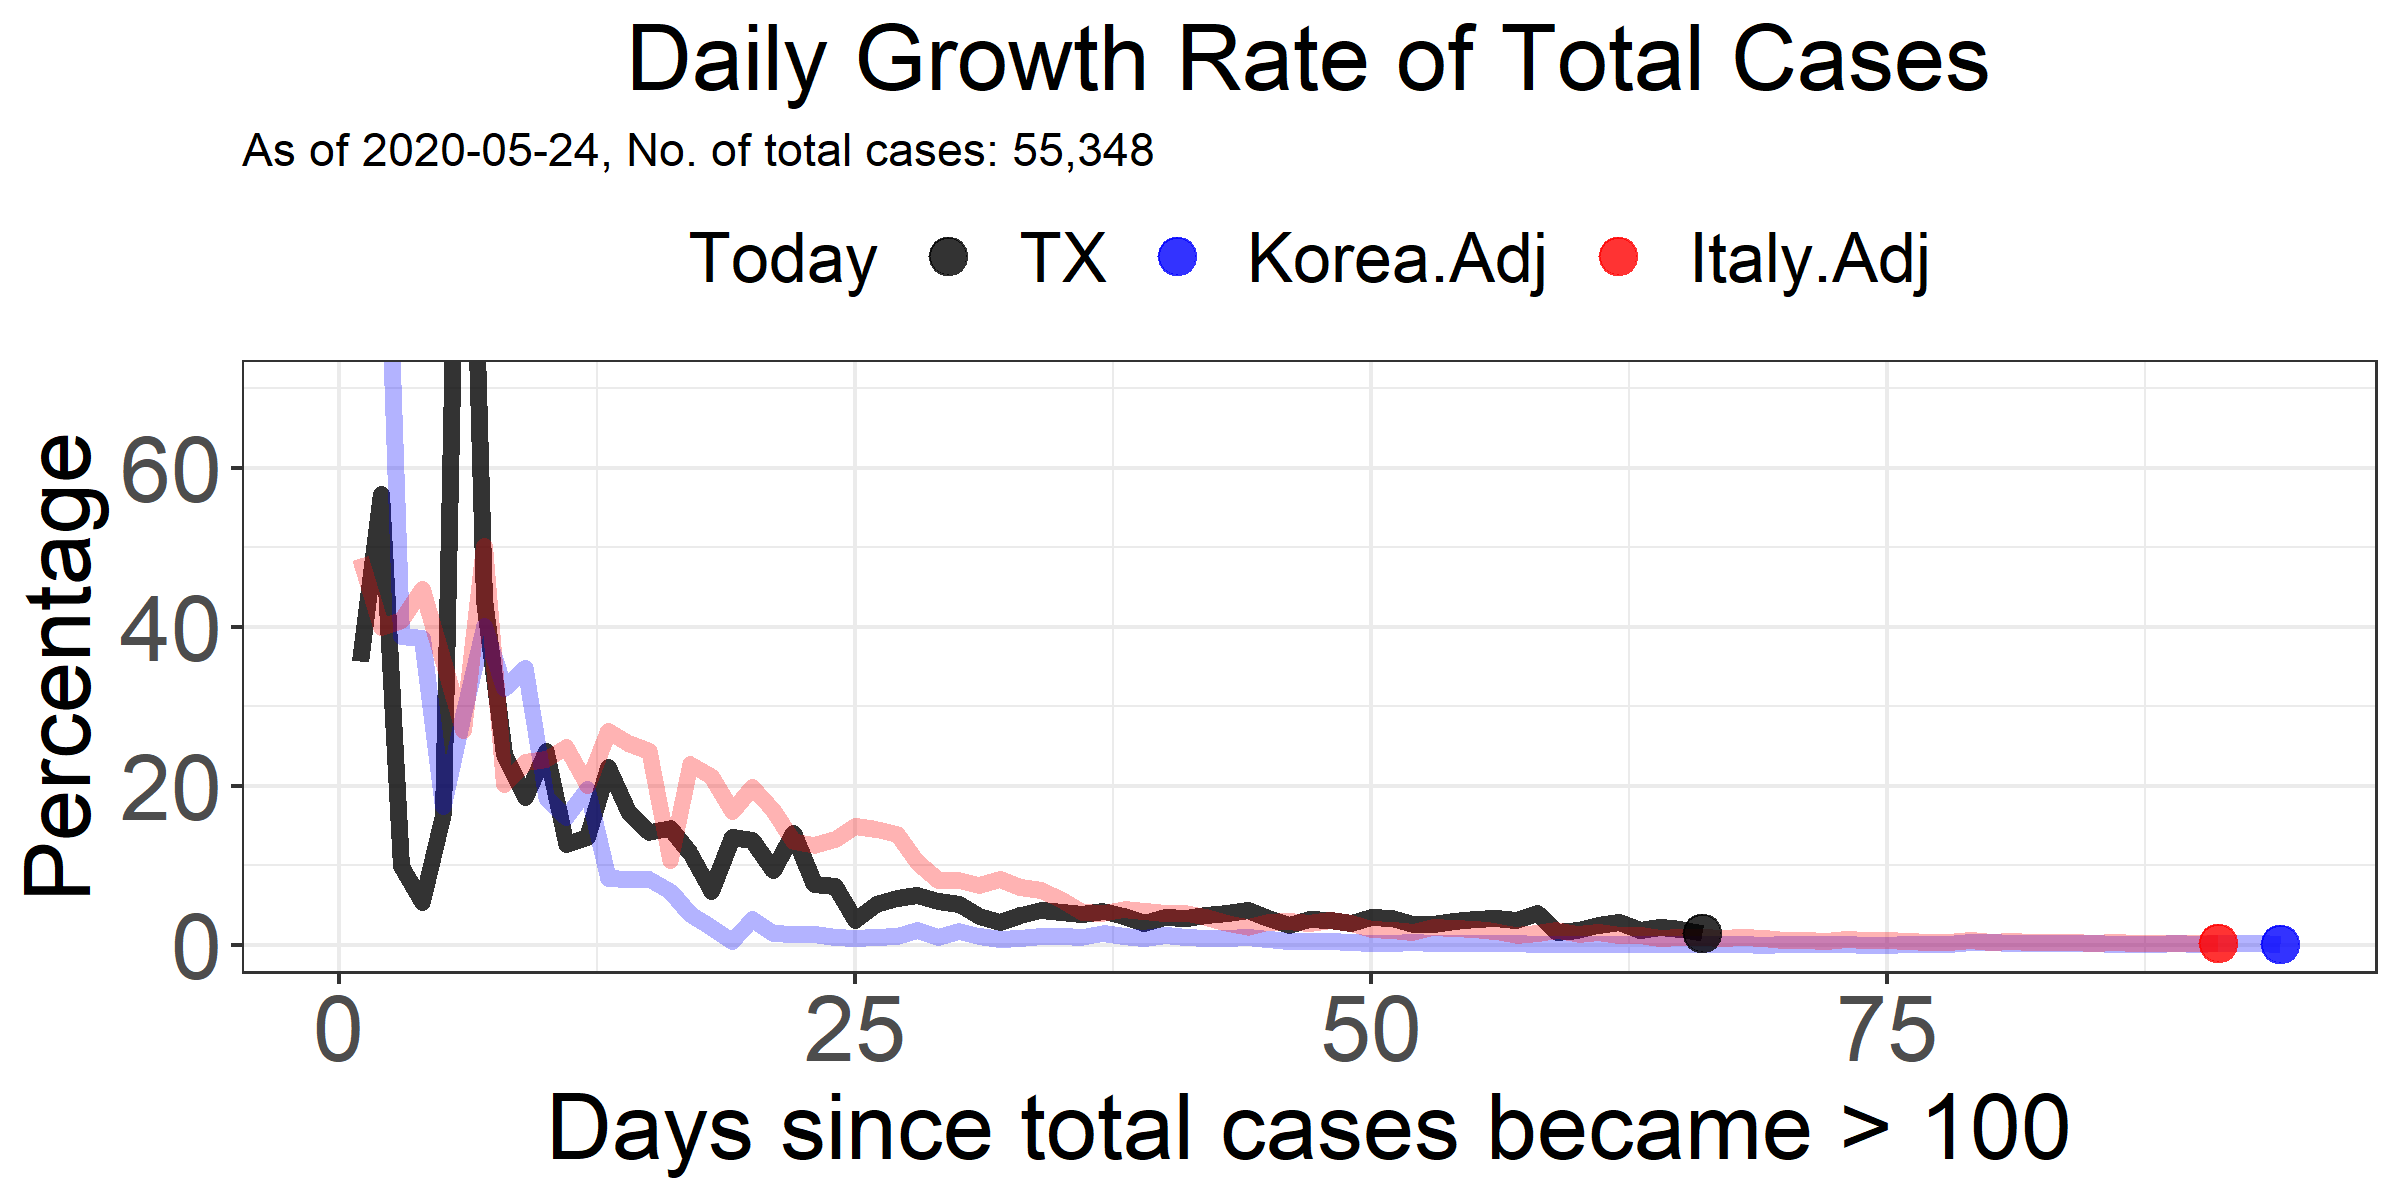 Daily Growth Rate of Total Cases
As of 2020-05-24, No. of total cases: 55,348
Today TX Korea.Adj Italy.Adj
Percentage
60
40
20
0
0 25 50 75
Days since total cases became > 100